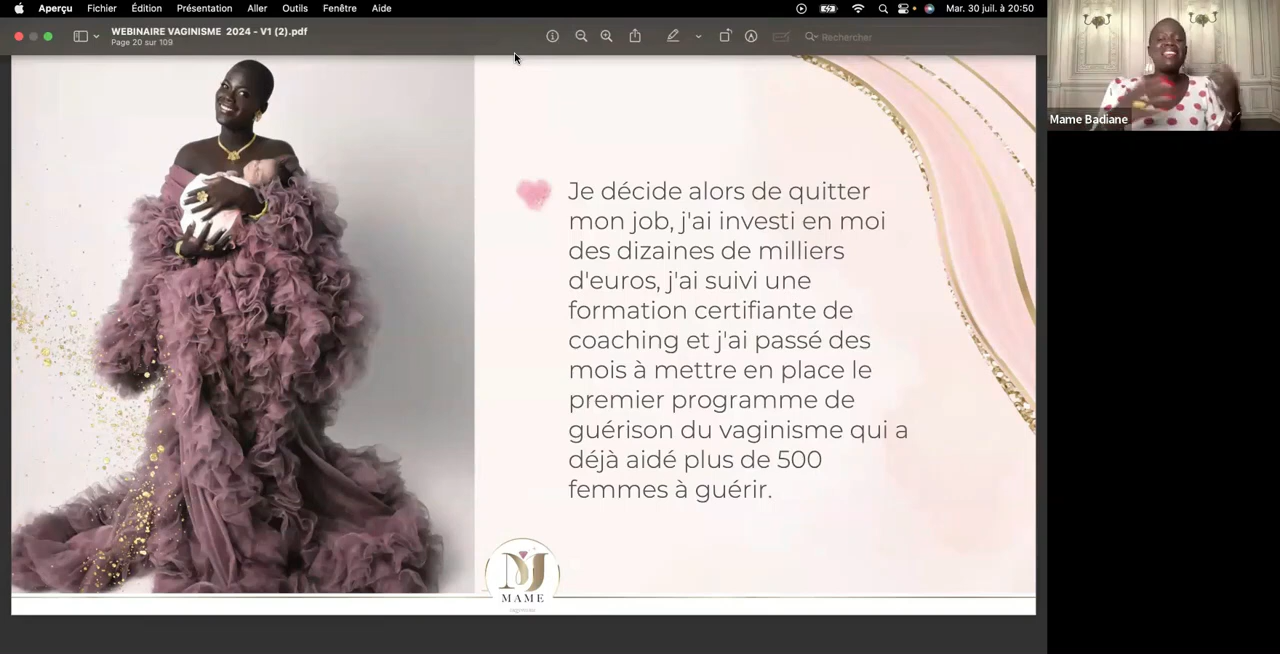 Aperçu Fichier Édition Présentation Aller Outils Fenêtre Aide Mar. 30 juil. à 20:50
WEBINAIRE VAGINISME 2024 - V1 (2).pdf
Page 20 sur 109
Rechercher
Mame Badiane
Je décide alors de quitter
mon job, j'ai investi en moi
des dizaines de milliers
d'euros, j'ai suivi une
formation certifiante de
coaching et j'ai passé des
mois à mettre en place le
premier programme de
guérison du vaginisme qui a
déjà aidé plus de 500
femmes à guérir.
MAME